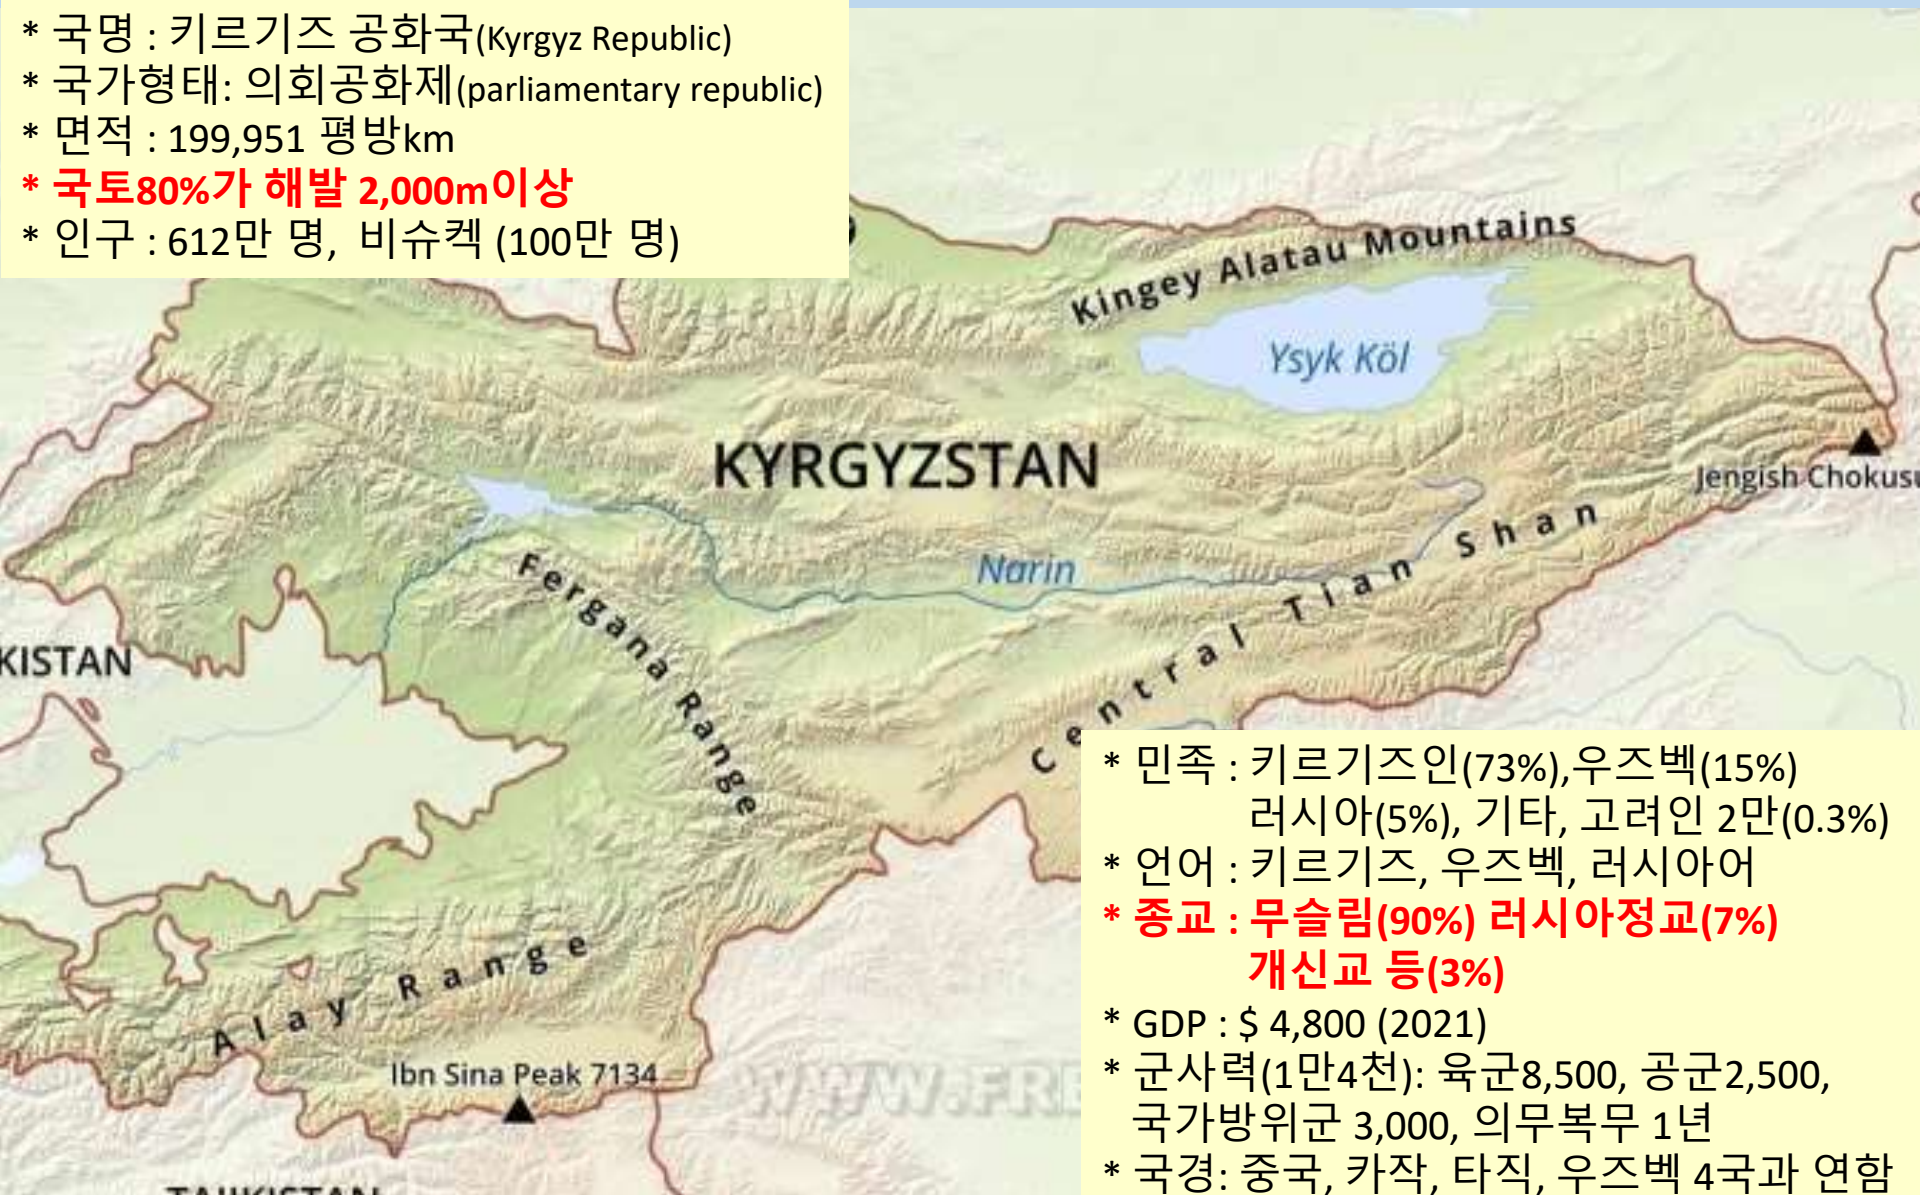 * 국명 : 키르기즈 공화국(Kyrgyz Republic)
* 국가형태: 의회공화제(parliamentary republic)
* 면적 : 199,951 평방km
* 국토80%가 해발 2,000m이상
* 인구 : 612만 명, 비슈켁 (100만 명)
Kingey Alatau Mountains
Ysyk Köl
KYRGYZSTAN
Jengish Chokusu
Central Tian Shan
Narin
Fergana Range
KISTAN
Alay Range
Ibn Sina Peak 7134
WWW.FRE
TAJIKISTAN
* 민족 : 키르기즈인(73%),우즈벡(15%)
러시아(5%), 기타, 고려인 2만(0.3%)
* 언어 : 키르기즈, 우즈벡, 러시아어
* 종교 : 무슬림(90%) 러시아정교(7%)
개신교 등(3%)
* GDP : $ 4,800 (2021)
* 군사력(1만4천): 육군8,500, 공군2,500,
국가방위군 3,000, 의무복무 1년
* 국경: 중국, 카작, 타직, 우즈벡 4국과 연함